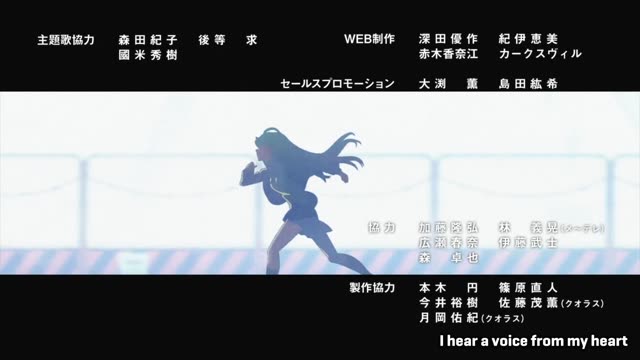 主題歌協力 森田紀子 後等 求
國米秀樹
WEB制作 深田優作 紀伊恵美
赤木香奈江 カークスヴィル
セールスプロモーション 大渕 薫 島田紘希
協力 加藤隆弘 林 義晃(メ~テレ)
広瀬春奈 伊藤武士
森 卓也
製作協力 本木 円 篠原直人
今井裕樹 佐藤茂薫(クオラス)
月岡佑紀(クオラス)
I hear a voice from my heart